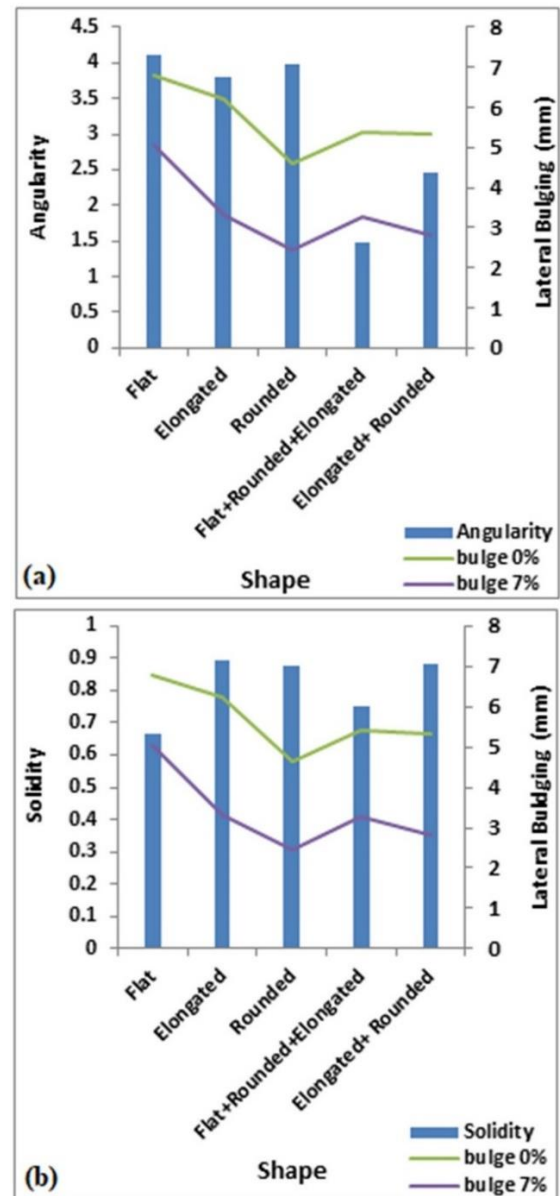 4.5
4
3.5
3
2.5
2
1.5
1
0.5
0
Angularity
8
7
6
5
4
3
2
1
0
Lateral Bulging (mm)
Flat
Elongated
Rounded
Flat+Rounded+Elongated
Elongated+ Rounded
Angularity
bulge 0%
bulge 7%
(a)
Shape
1
0.9
0.8
0.7
0.6
0.5
0.4
0.3
0.2
0.1
0
Solidity
8
7
6
5
4
3
2
1
0
Lateral Buldging (mm)
Flat
Elongated
Rounded
Flat+Rounded+Elongated
Elongated+ Rounded
Solidity
bulge 0%
bulge 7%
(b)
Shape